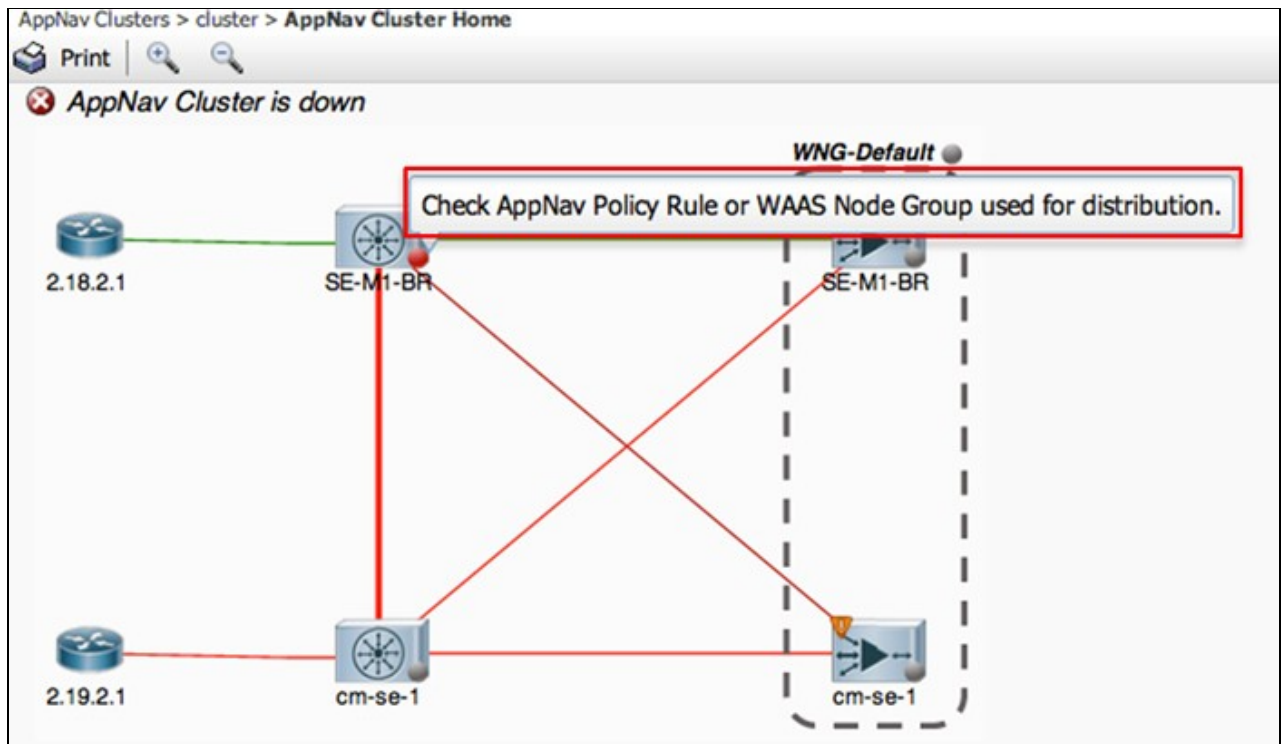 AppNav Clusters > cluster > AppNav Cluster Home
Print
AppNav Cluster is down
WNG-Default
Check AppNav Policy Rule or WAAS Node Group used for distribution.
2.18.2.1
SE-M1-BR
SE-M1-BR
2.19.2.1
cm-se-1
cm-se-1